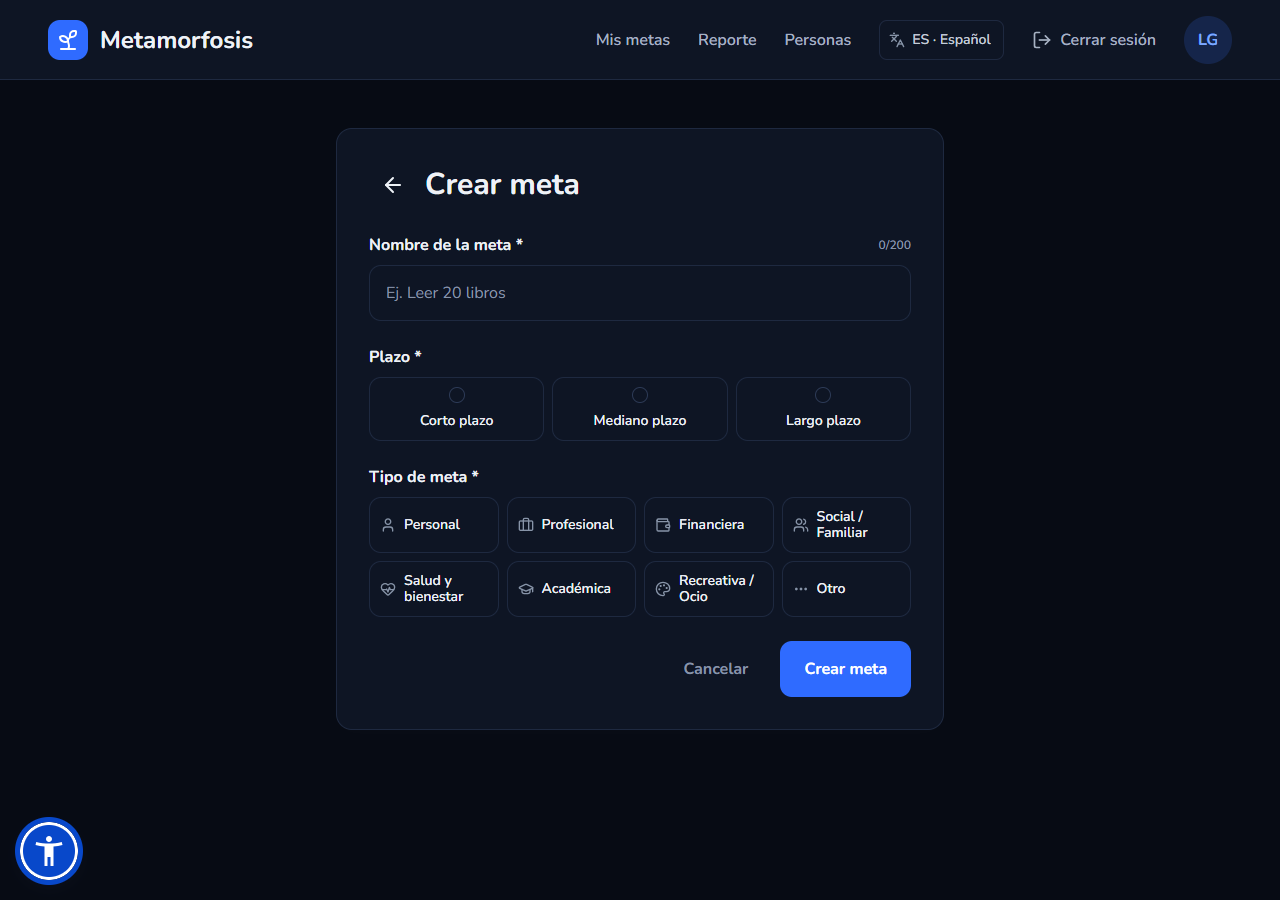 Metamorfosis
Mis metas
Reporte
Personas
ES · Español
Cerrar sesión
LG
Crear meta
Nombre de la meta *
0/200
Ej. Leer 20 libros
Plazo *
Corto plazo
Mediano plazo
Largo plazo
Tipo de meta *
Personal
Profesional
Financiera
Social /
Familiar
Salud y
bienestar
Académica
Recreativa /
Ocio
Otro
Cancelar
Crear meta